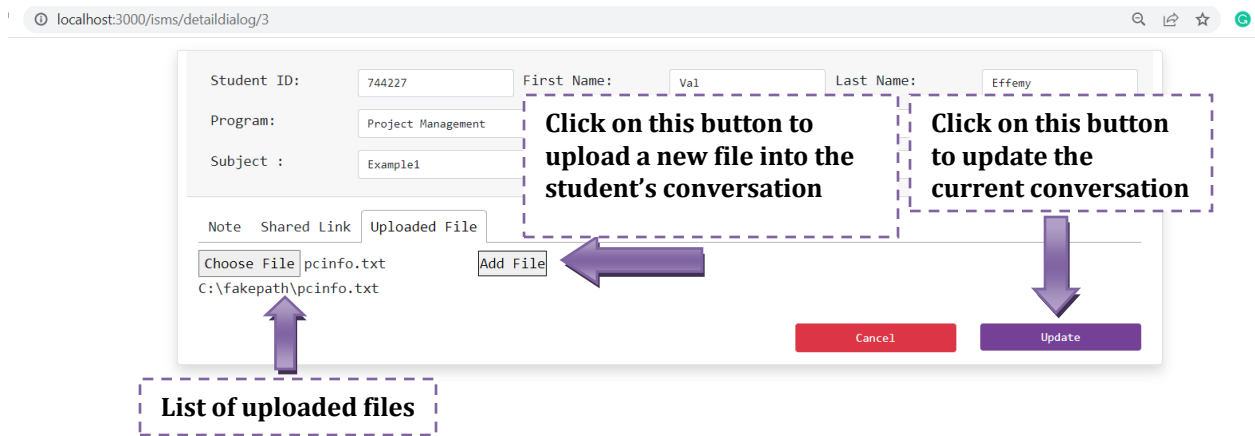 localhost:3000/isms/detaildialog/3
Student ID: 744227 First Name: Val Last Name: Effemy
Program: Project Management
Subject : Example1
Click on this button to
upload a new file into the
student’s conversation
Click on this button
to update the
current conversation
Note Shared Link Uploaded File
Choose File pcinfo.txt Add File
C:\fakepath\pcinfo.txt
Cancel Update
List of uploaded files